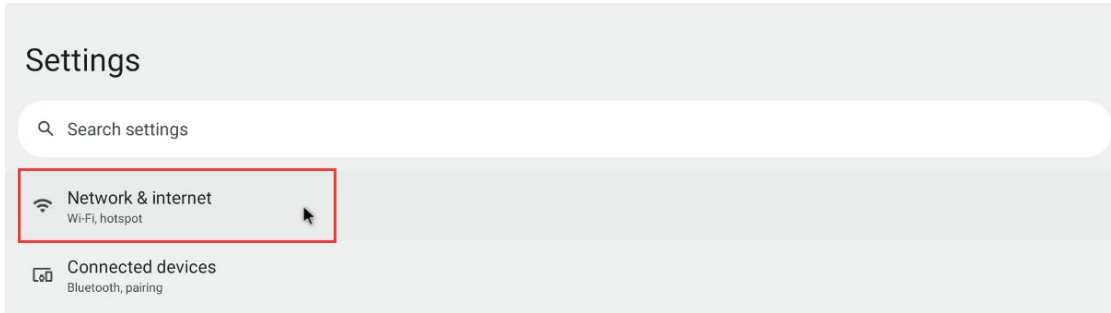 Settings
Search settings
Network & internet
Wi-Fi, hotspot
Connected devices
Bluetooth, pairing